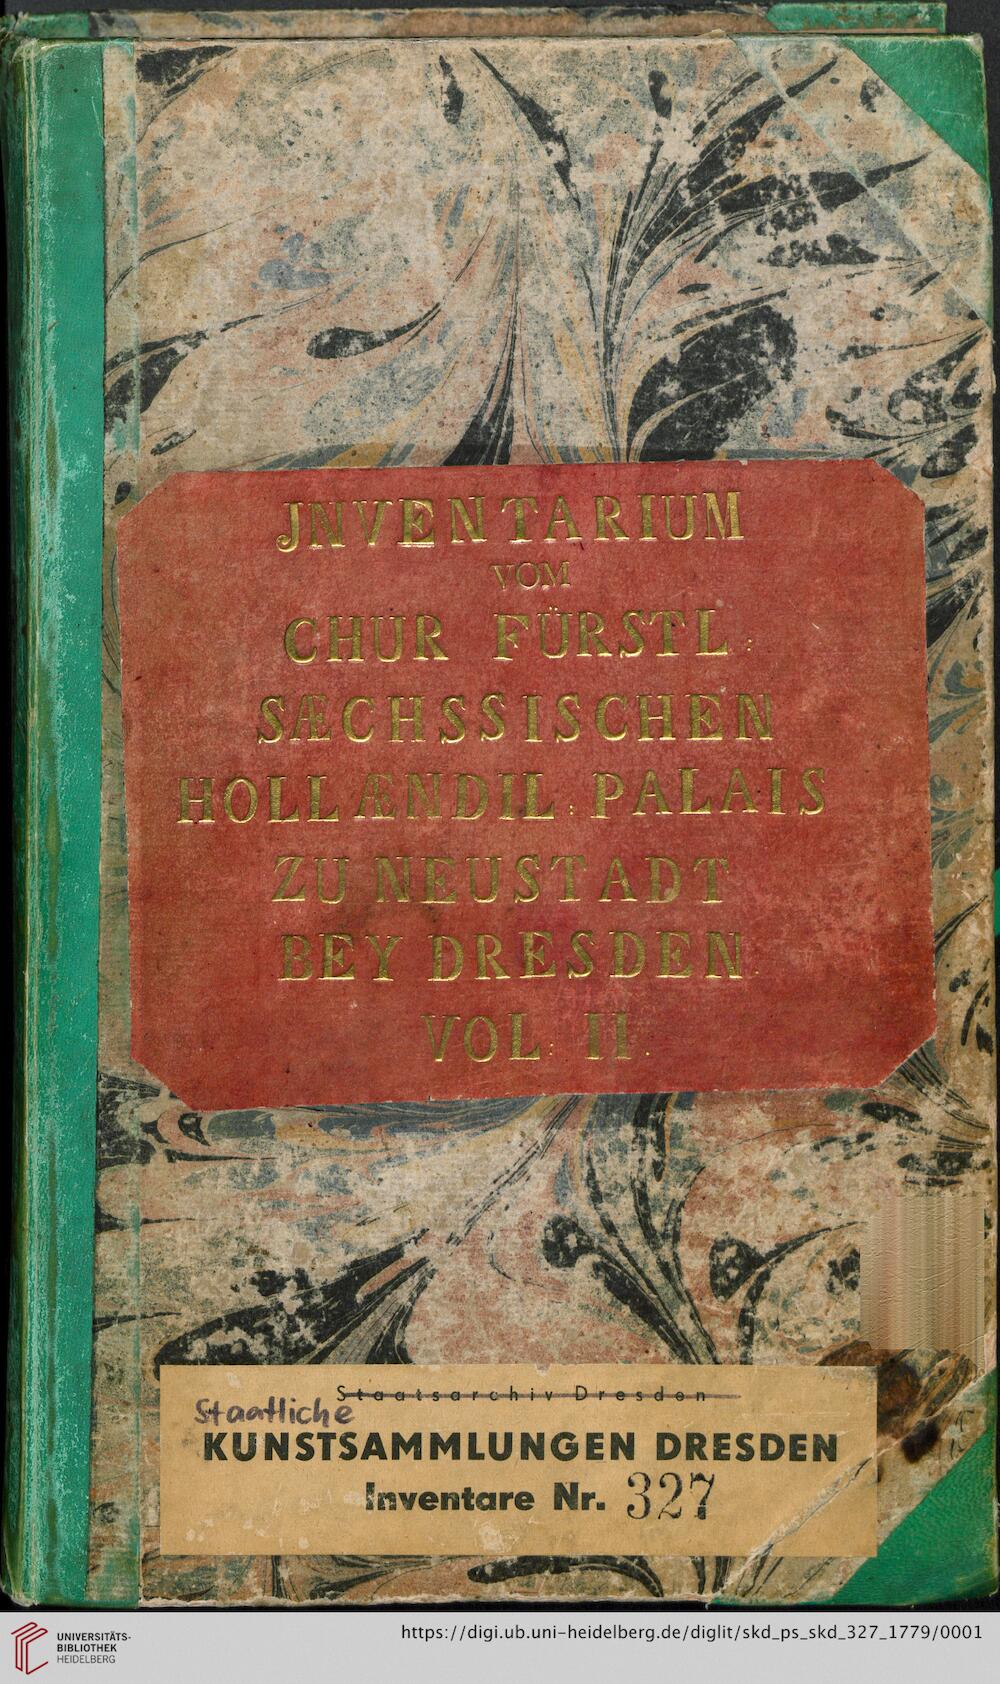 JNVENTARIUM
VOM
CHUR FÜRSTL:
SÆCHSSISCHEN
HOLLÆNDIL: PALAIS
ZU NEUSTADT
BEY DRESDEN
VOL: II.
Staatsarchiv Dresden
Staatliche
KUNSTSAMMLUNGEN DRESDEN
Inventare Nr. 327
UNIVERSITÄTS-
BIBLIOTHEK
HEIDELBERG
https://digi.ub.uni-heidelberg.de/diglit/skd_ps_skd_327_1779/0001